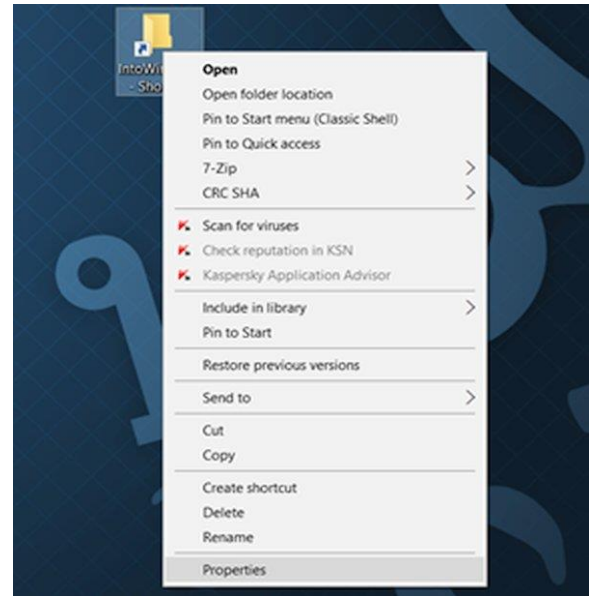 IntoWi
- Sho
Open
Open folder location
Pin to Start menu (Classic Shell)
Pin to Quick access
7-Zip
CRC SHA
Scan for viruses
Check reputation in KSN
Kaspersky Application Advisor
Include in library
Pin to Start
Restore previous versions
Send to
Cut
Copy
Create shortcut
Delete
Rename
Properties